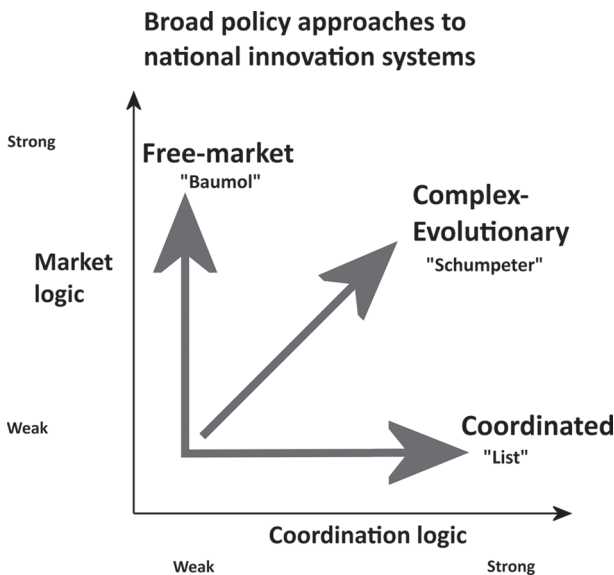 Broad policy approaches to
national innovation systems
Strong
Free-market
"Baumol"
Complex-
Evolutionary
"Schumpeter"
Market
logic
Weak
Coordinated
"List"
Coordination logic
Weak
Strong